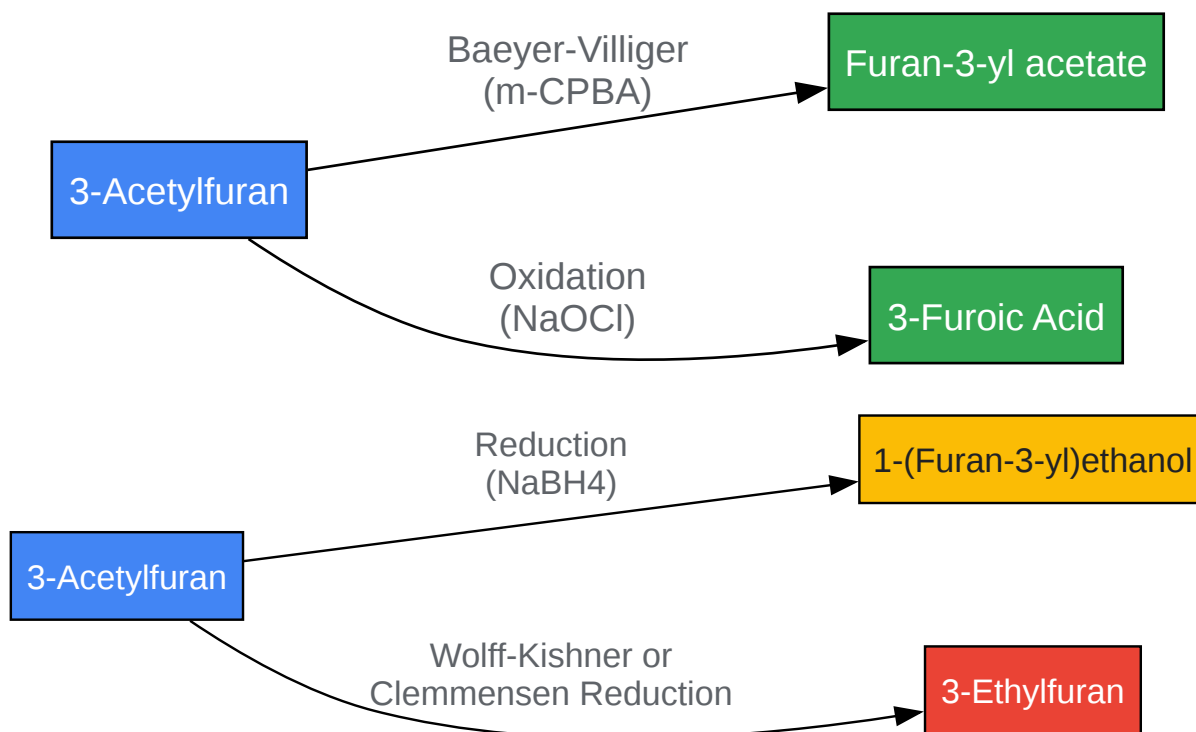 Baeyer-Villiger
(m-CPBA)
Furan-3-yl acetate
3-Acetylfuran
Oxidation
(NaOCl)
3-Furoic Acid
Reduction
(NaBH4)
1-(Furan-3-yl)ethanol
3-Acetylfuran
Wolff-Kishner or
Clemmensen Reduction
3-Ethylfuran